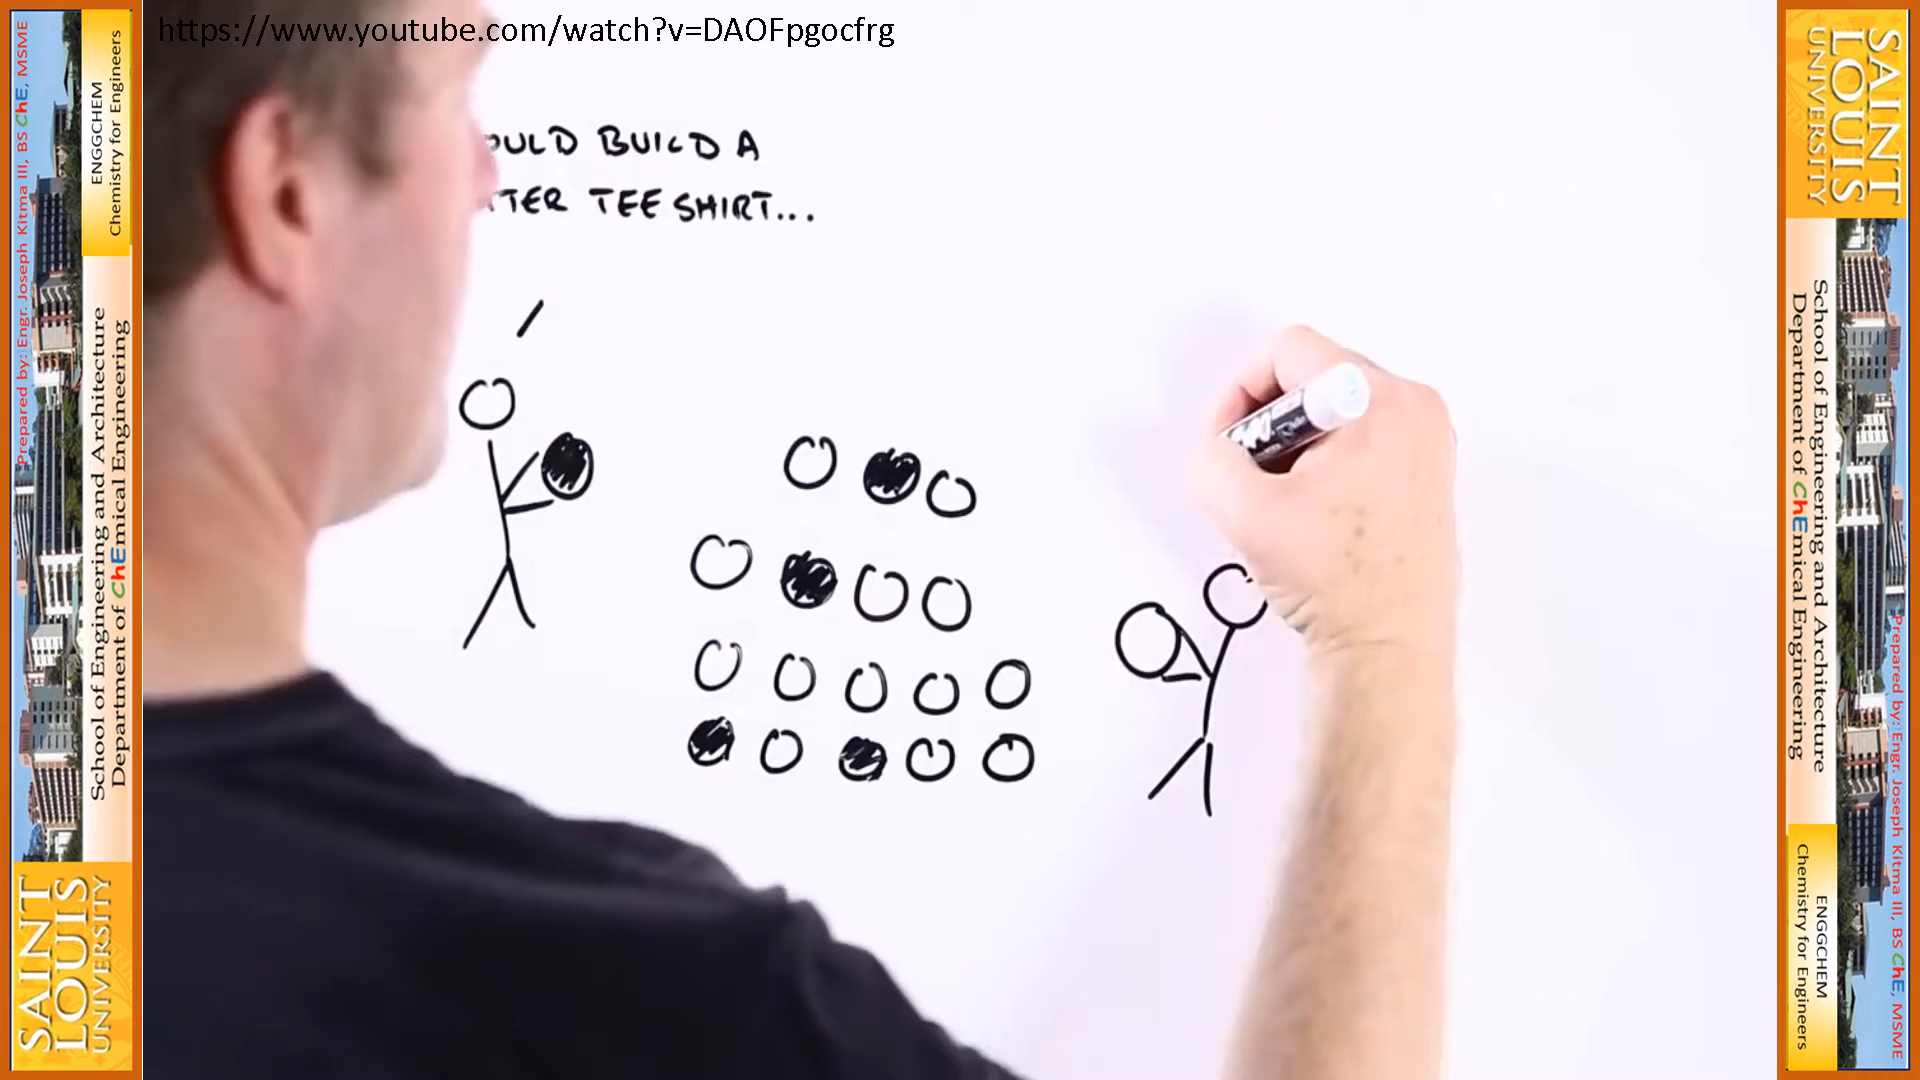 https://www.youtube.com/watch?v=DAOFpgocfrg
OULD BUILD A
TTER TEE SHIRT...
Prepared by: Engr. Joseph Kitma III, BS ChE, MSME
ENGGCHEM
Chemistry for Engineers
School of Engineering and Architecture
Department of ChEmical Engineering
SAINT
LOUIS
UNIVERSITY
SAINT
LOUIS
UNIVERSITY
School of Engineering and Architecture
Department of ChEmical Engineering
ENGGCHEM
Chemistry for Engineers
Prepared by: Engr. Joseph Kitma III, BS ChE, MSME